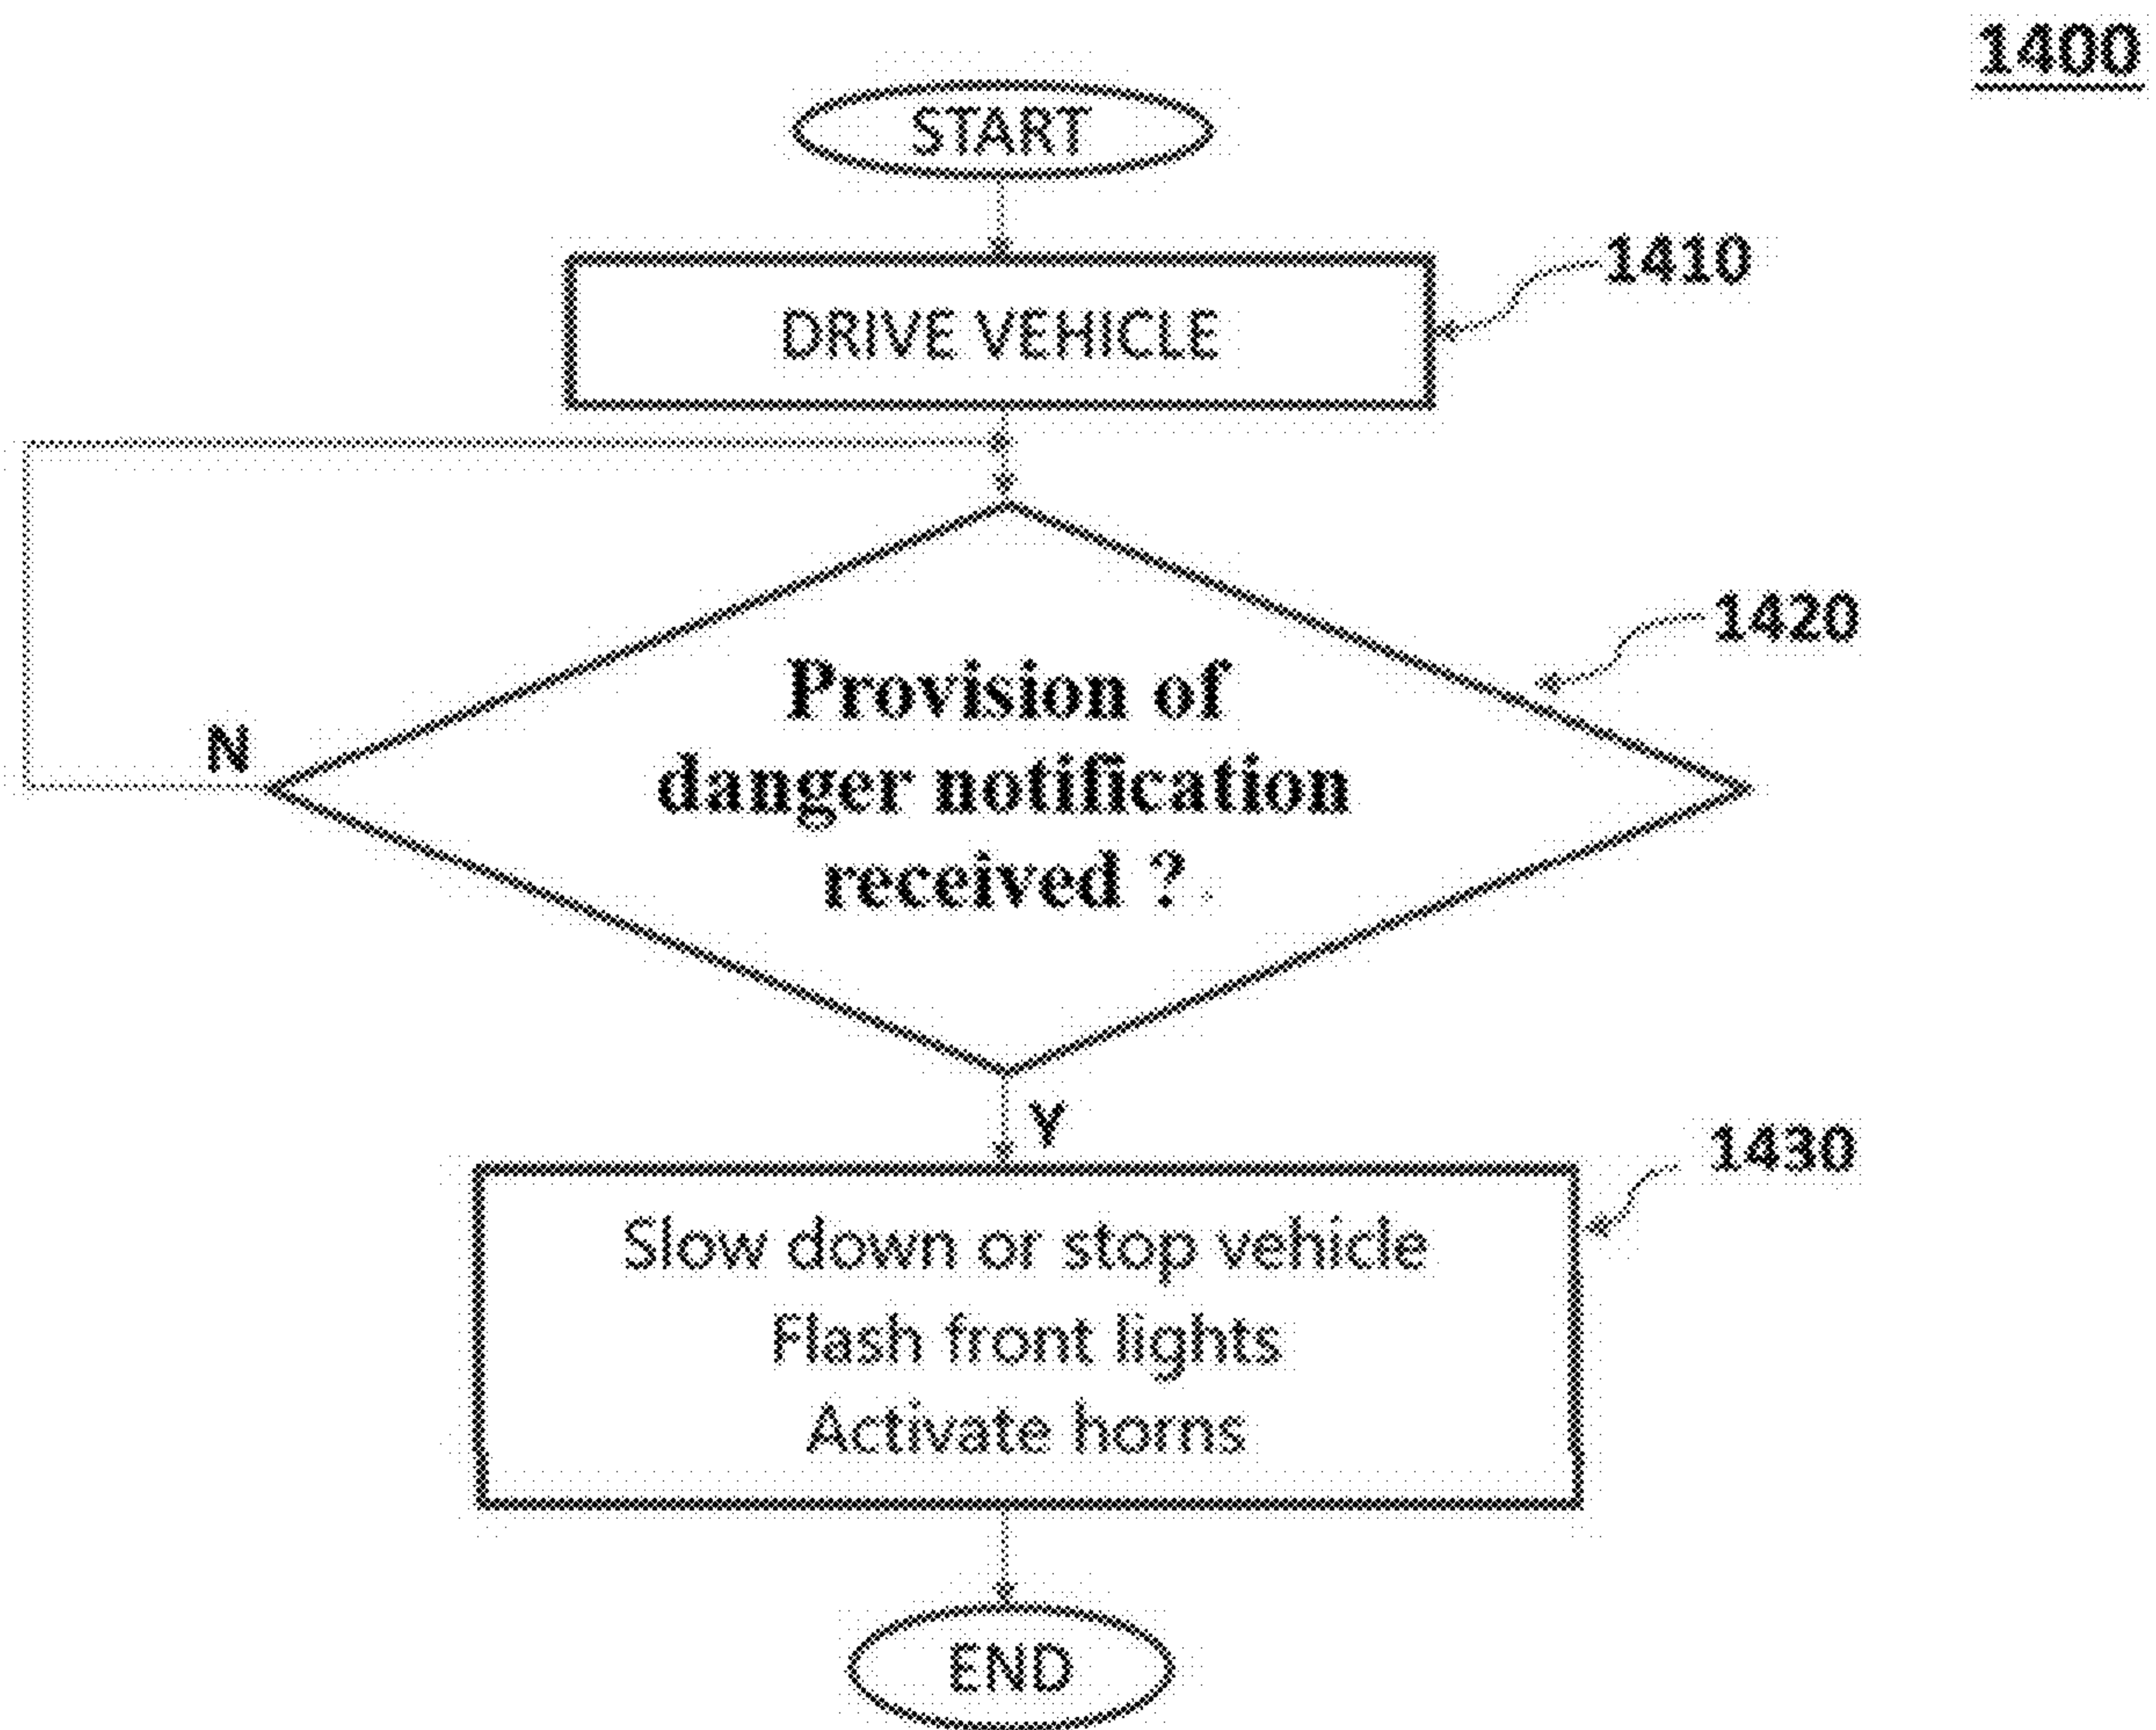 1400
START
1410
DRIVE VEHICLE
1420
Provision of
danger notification
received ?
N
Y
1430
Slow down or stop vehicle
Flash front lights
Activate horns
END